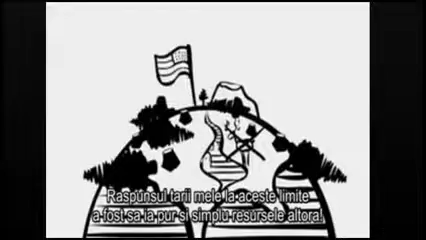 Raspunsul tarii mele la aceste limite
a fost sa ia pur si simplu resursele altora!